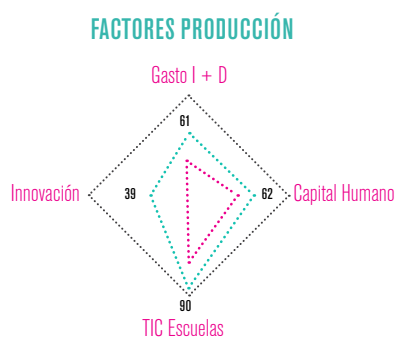 FACTORES PRODUCCIÓN
Gasto I + D
61
Innovación
39
62
Capital Humano
90
TIC Escuelas